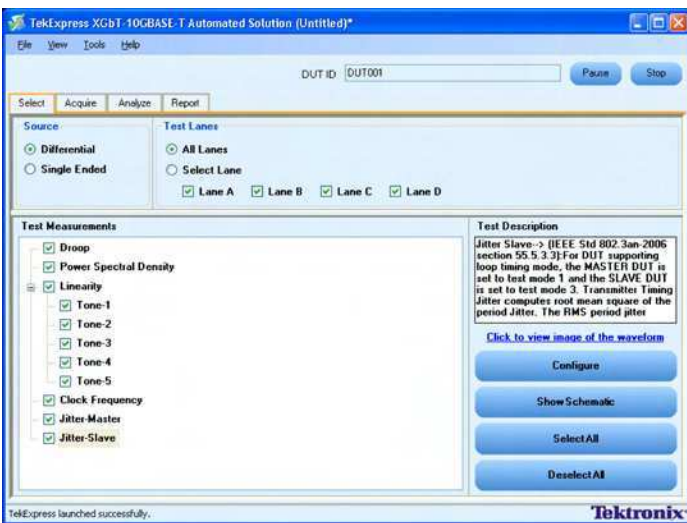 TekExpress XGbT-10GBASE-T Automated Solution (Untitled)*
File View Tools Help
DUT ID DUT001 Pause Stop
Select Acquire Analyze Report
Source Test Lanes
Differential All Lanes
Single Ended Select Lane
Lane A Lane B Lane C Lane D
Test Measurements Test Description
Droop
Power Spectral Density
Linearity
Tone-1
Tone-2
Tone-3
Tone-4
Tone-5
Clock Frequency
Jitter-Master
Jitter-Slave
Jitter Slave--> (IEEE Std 802.3an-2006
section 55.5.3.3):For DUT supporting
loop timing mode, the MASTER DUT is
set to test mode 1 and the SLAVE DUT
is set to test mode 3. Transmitter Timing
Jitter computes root mean square of the
period Jitter. The RMS period jitter
Click to view image of the waveform
Configure
Show Schematic
Select All
Deselect All
TekExpress launched successfully.
Tektronix